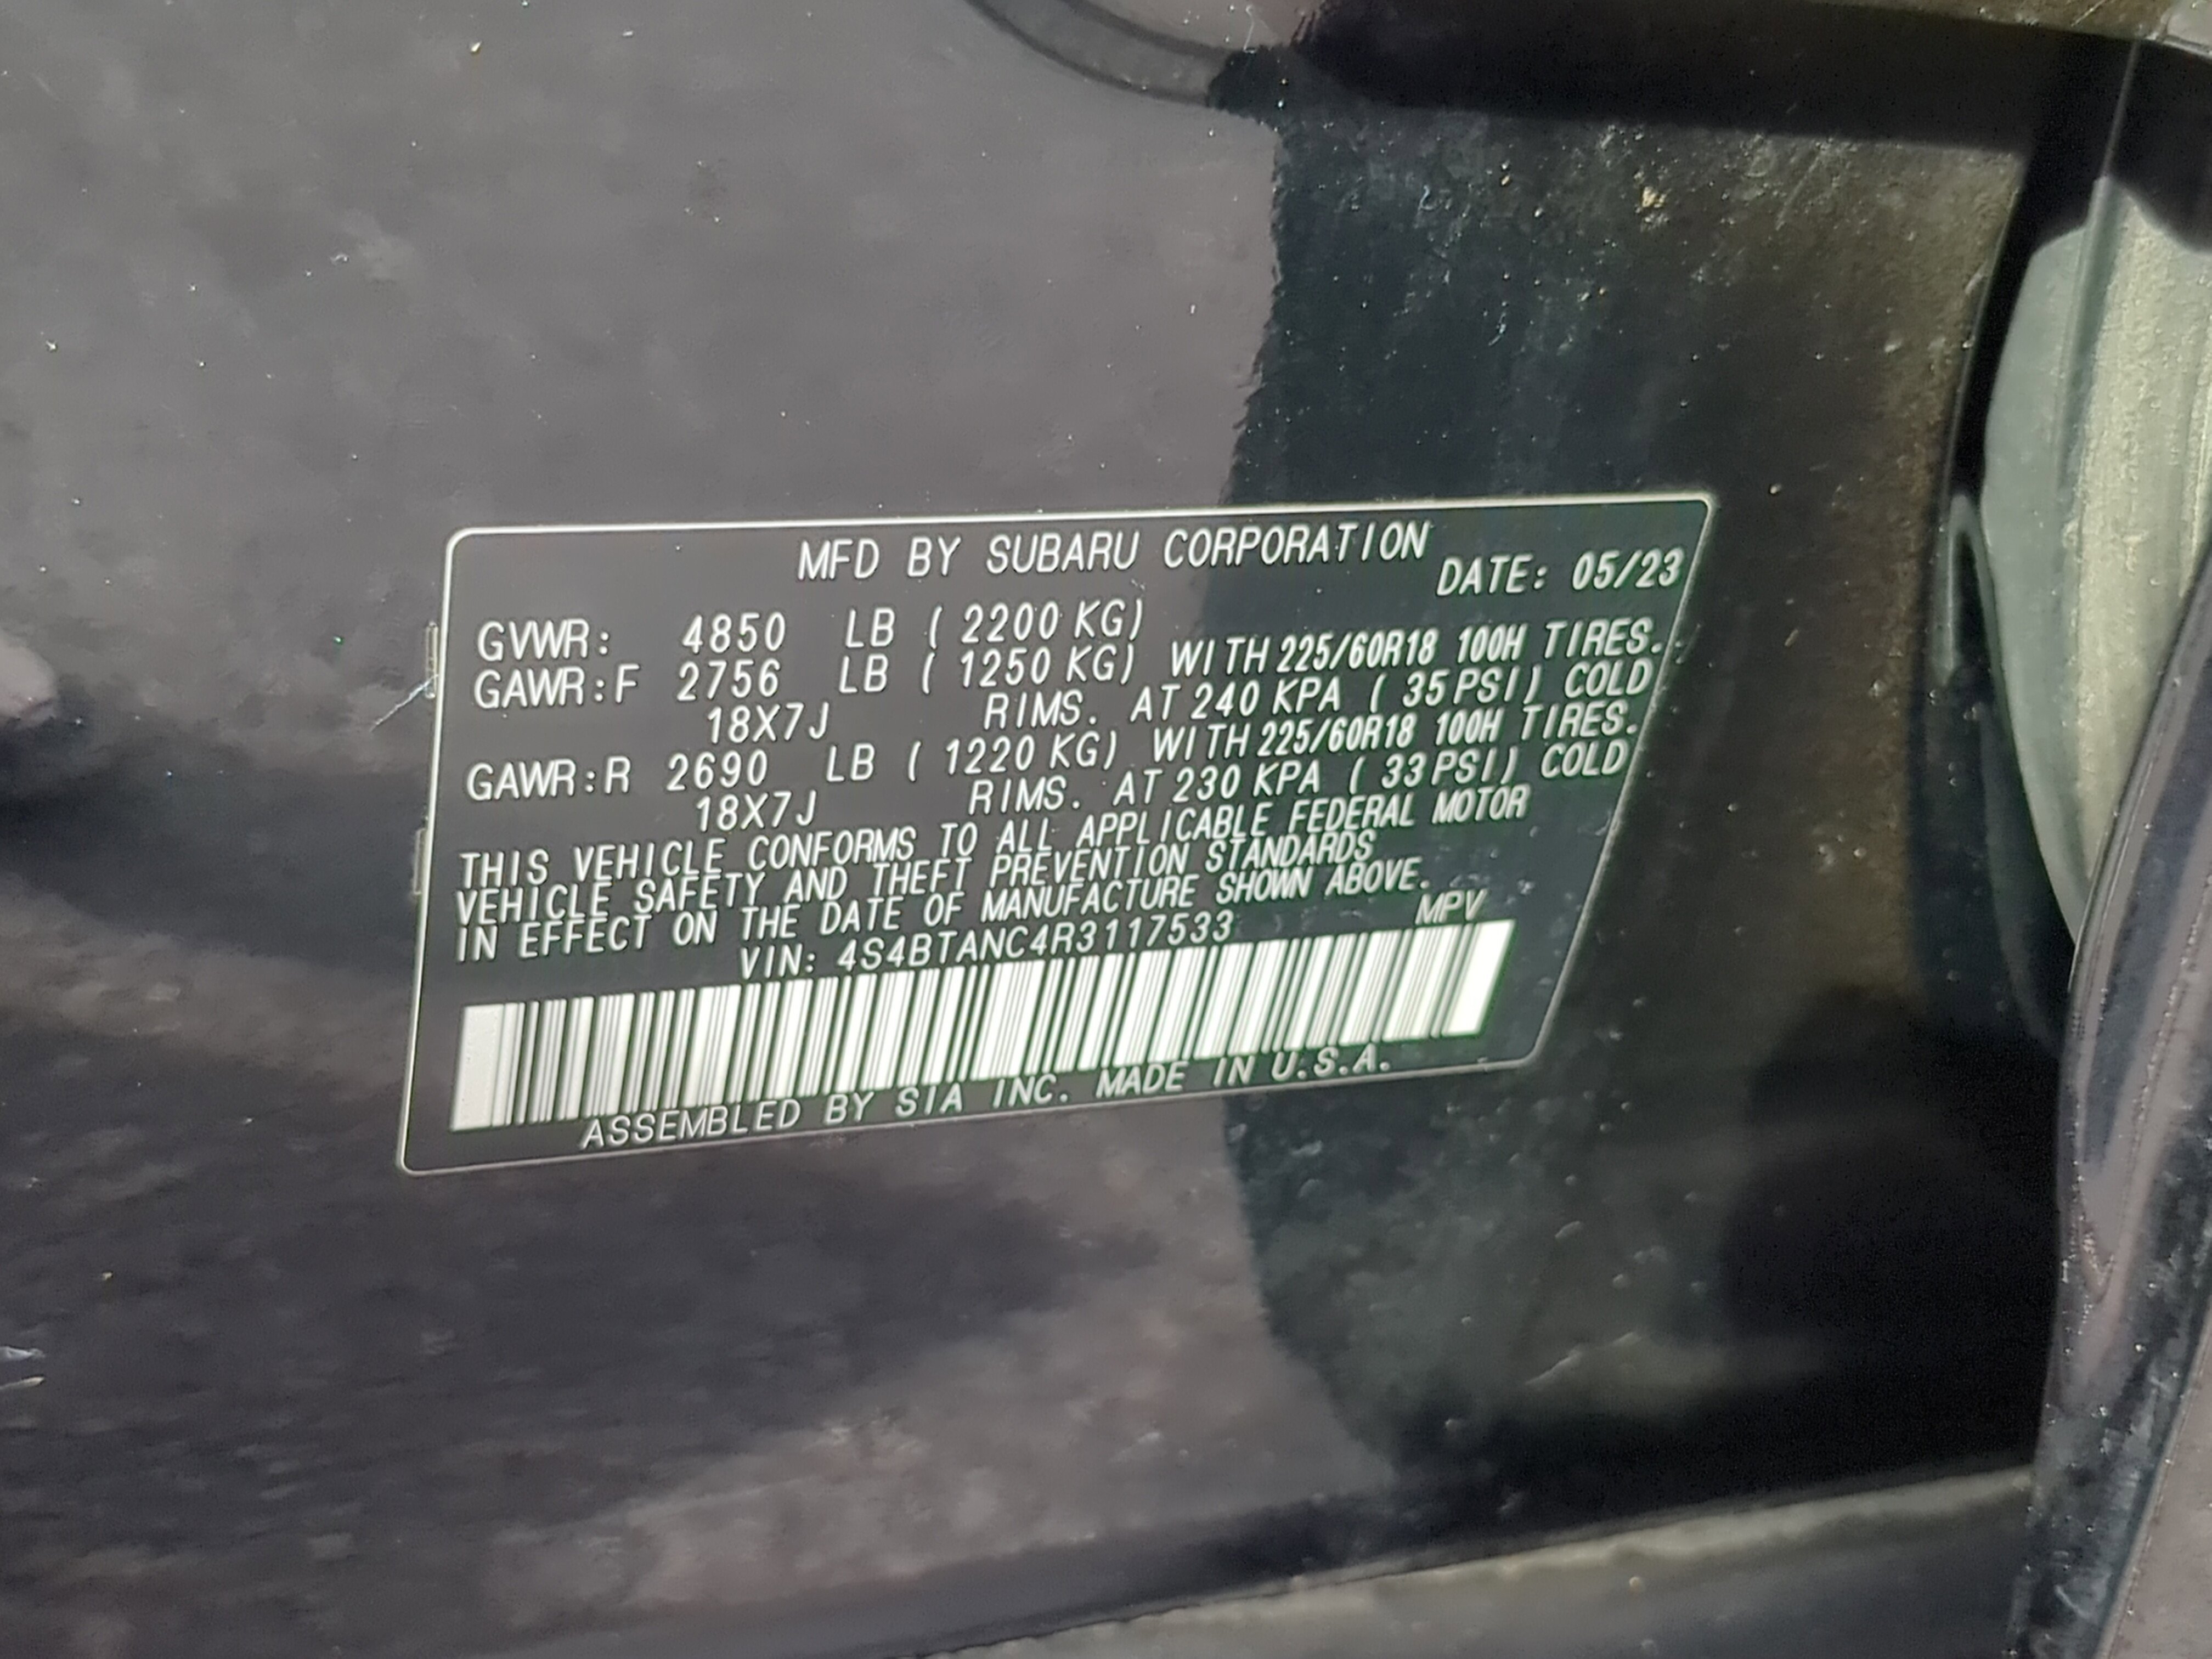 MFD BY SUBARU CORPORATION
DATE: 05/23
GVWR: 4850 LB ( 2200 KG)
GAWR:F 2756 LB ( 1250 KG) WITH 225/60R18 100H TIRES.
18X7J RIMS. AT 240 KPA ( 35 PSI) COLD
GAWR:R 2690 LB ( 1220 KG) WITH 225/60R18 100H TIRES.
18X7J RIMS. AT 230 KPA ( 33 PSI) COLD
THIS VEHICLE CONFORMS TO ALL APPLICABLE FEDERAL MOTOR
VEHICLE SAFETY AND THEFT PREVENTION STANDARDS
IN EFFECT ON THE DATE OF MANUFACTURE SHOWN ABOVE.
VIN: 4S4BTANC4R3117533 MPV
ASSEMBLED BY SIA INC. MADE IN U.S.A.